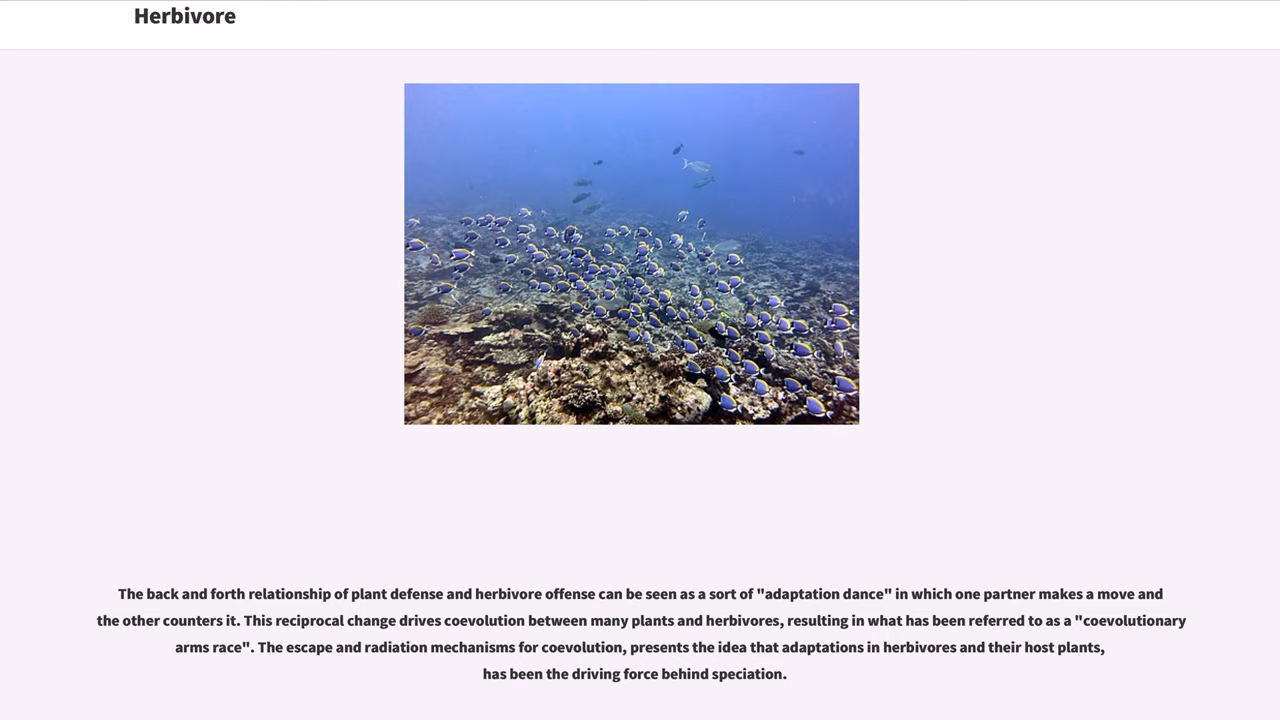 Herbivore
The back and forth relationship of plant defense and herbivore offense can be seen as a sort of "adaptation dance" in which one partner makes a move and
the other counters it. This reciprocal change drives coevolution between many plants and herbivores, resulting in what has been referred to as a "coevolutionary
arms race". The escape and radiation mechanisms for coevolution, presents the idea that adaptations in herbivores and their host plants,
has been the driving force behind speciation.